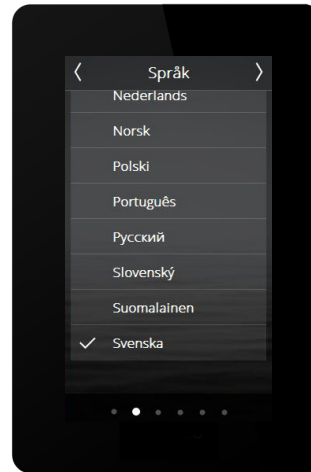 Språk
Nederlands
Norsk
Polski
Português
Русский
Slovenský
Suomalainen
Svenska